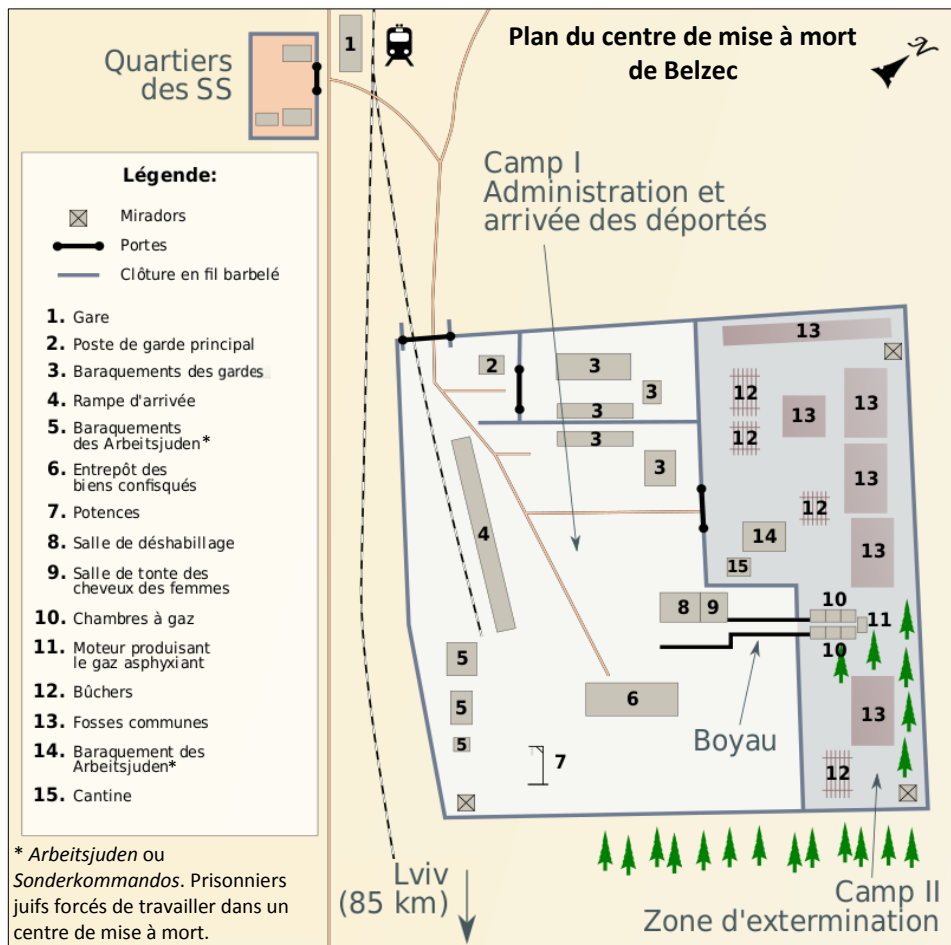 Plan du centre de mise à mort
de Belzec
N
Quartiers
des SS
1
Légende:
Miradors
Portes
Clôture en fil barbelé
1. Gare
2. Poste de garde principal
3. Baraquements des gardes
4. Rampe d'arrivée
5. Baraquements
des Arbeitsjuden*
6. Entrepôt des
biens confisqués
7. Potences
8. Salle de déshabillage
9. Salle de tonte des
cheveux des femmes
10. Chambres à gaz
11. Moteur produisant
le gaz asphyxiant
12. Bûchers
13. Fosses communes
14. Baraquement des
Arbeitsjuden*
15. Cantine
* Arbeitsjuden ou
Sonderkommandos. Prisonniers
juifs forcés de travailler dans un
centre de mise à mort.
Camp I
Administration et
arrivée des déportés
13
2
3
3
3
3
3
12
12
13
13
13
12
13
4
14
15
8
9
10
11
10
5
5
5
6
7
13
12
Boyau
Lviv
(85 km)
Camp II
Zone d'extermination